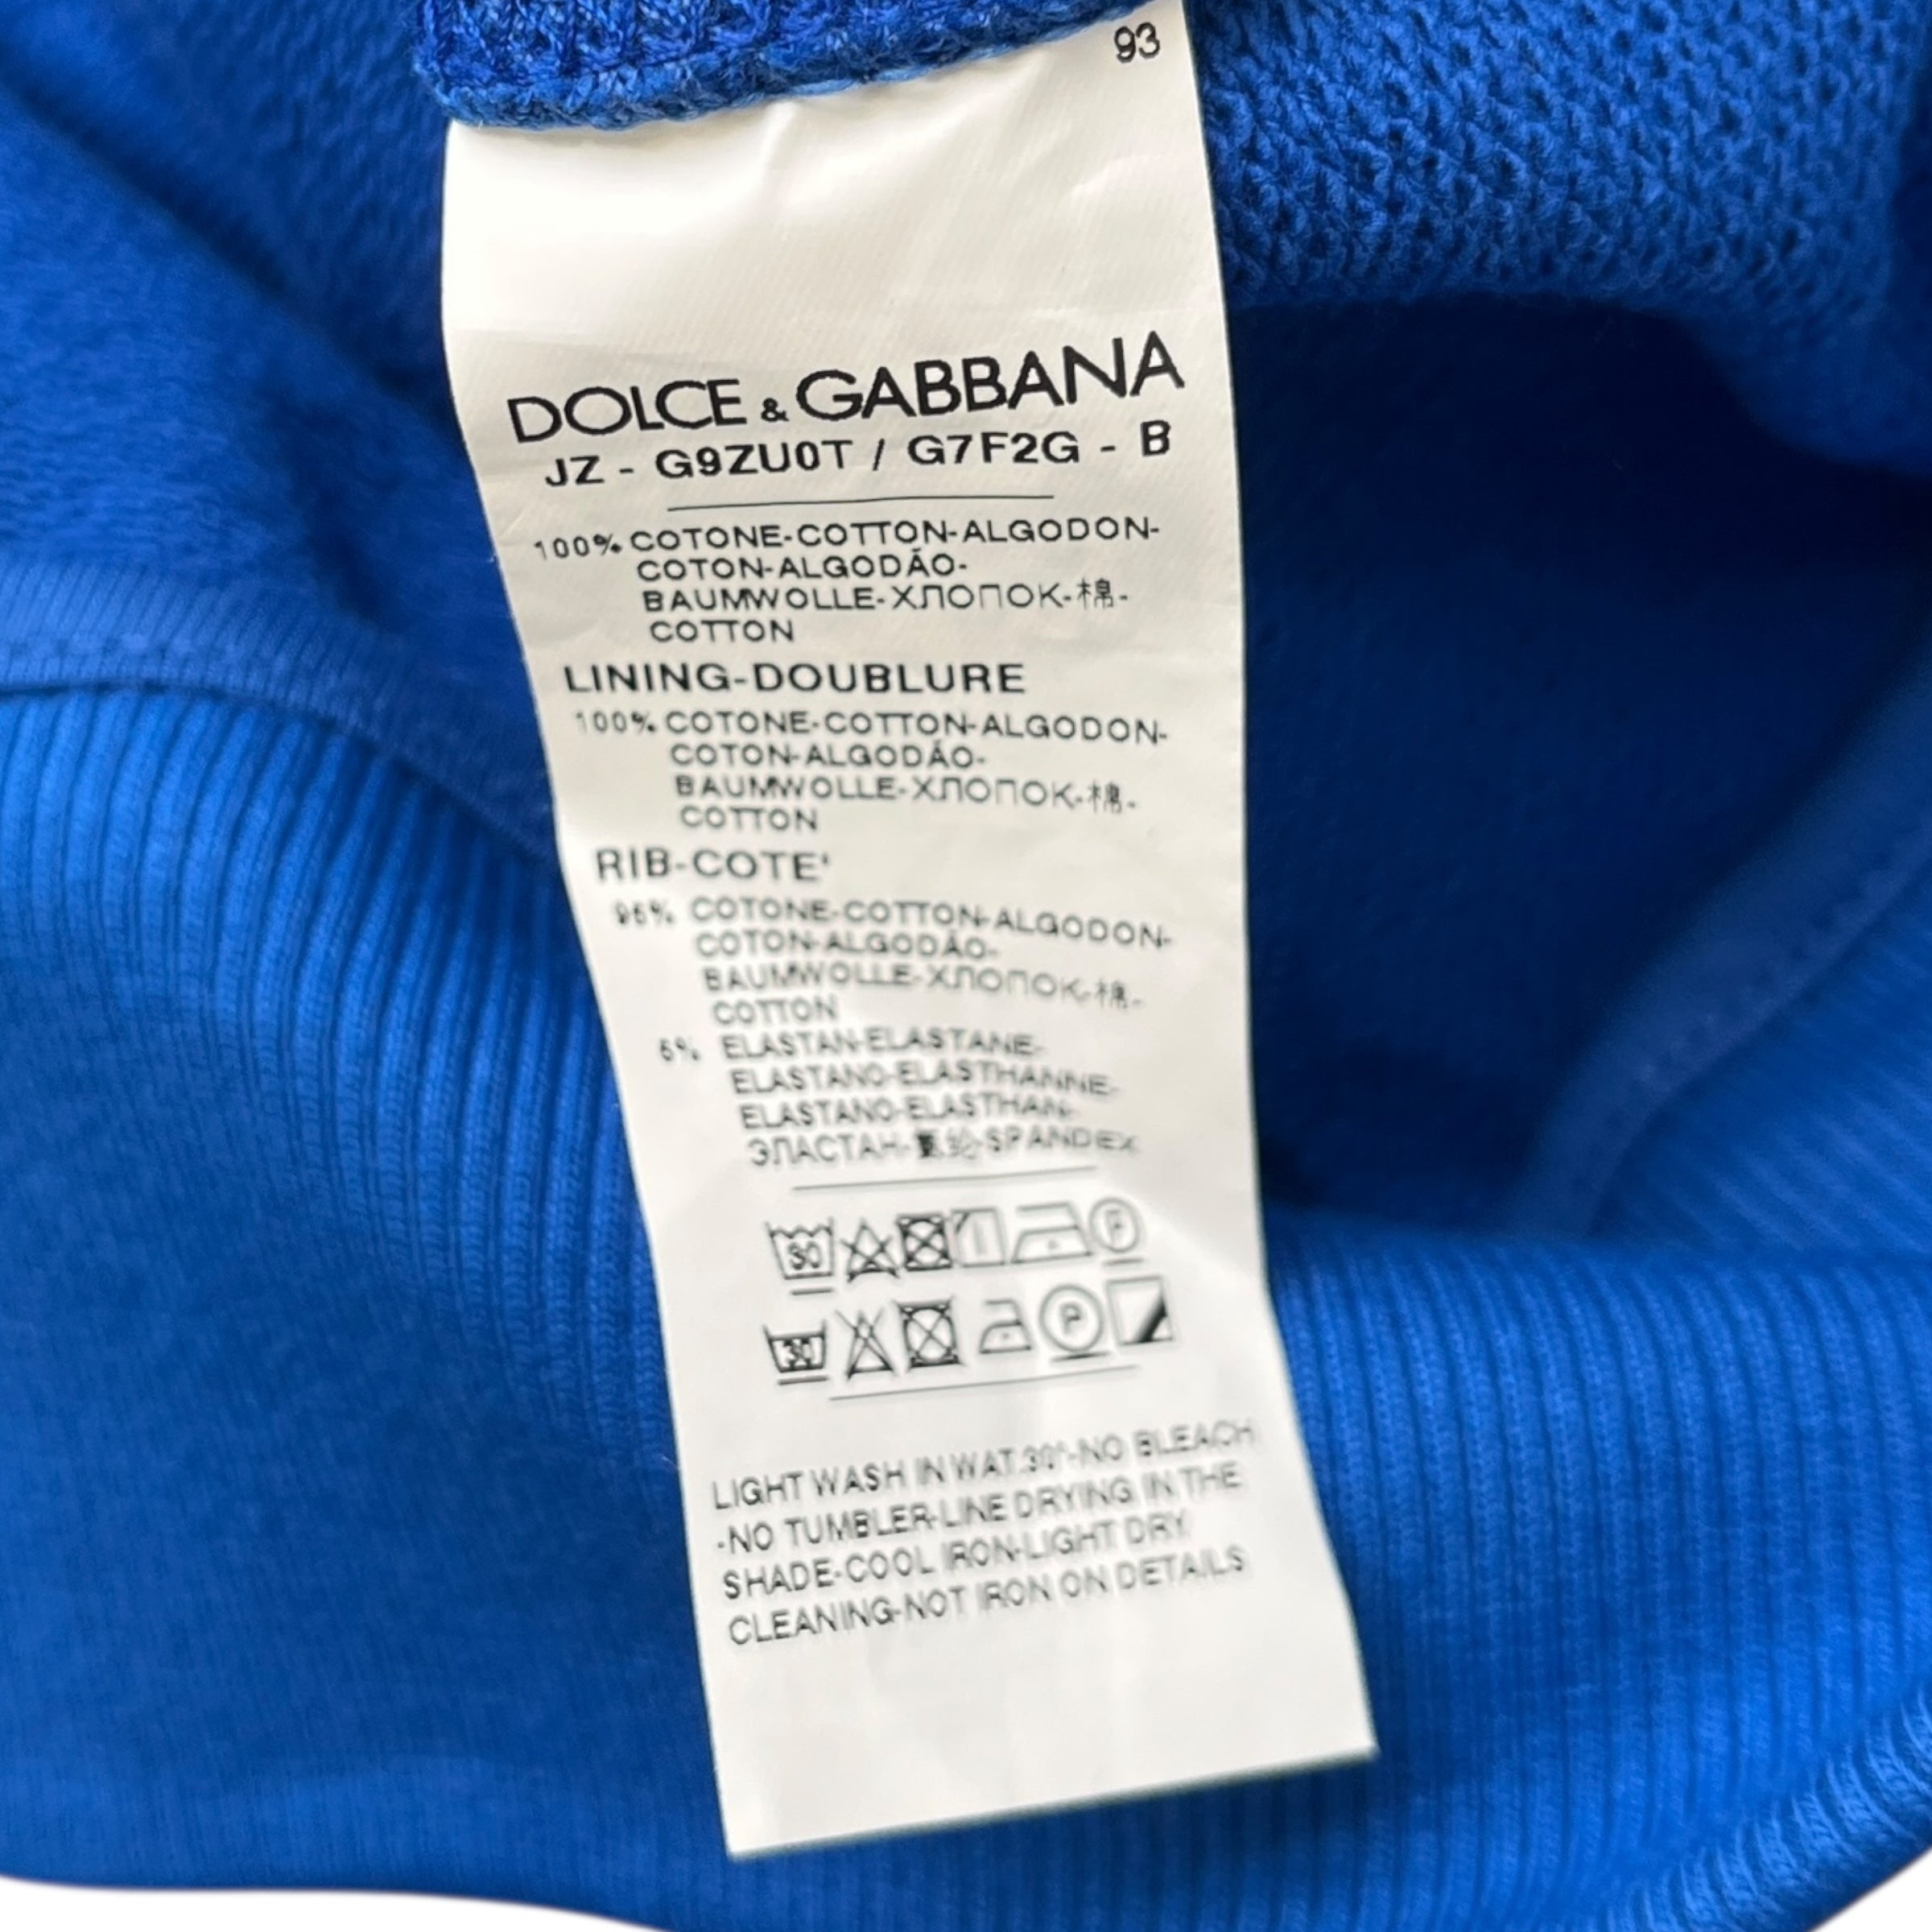 93
DOLCE & GABBANA
JZ - G9ZU0T / G7F2G - B
100% COTONE-COTTON-ALGODON-
COTON-ALGODÃO-
BAUMWOLLE-ХЛОПОК-棉-
COTTON
LINING-DOUBLURE
100% COTONE-COTTON-ALGODON-
COTON-ALGODÃO-
BAUMWOLLE-ХЛОПОК-棉-
COTTON
RIB-COTE'
COTONE-COTTON-ALGODON-
COTON-ALGODÃO-
BAUMWOLLE-ХЛОПОК-棉-
COTTON
ELASTAN-ELASTANE-
ELASTANO-ELASTHANNE-
ELASTANO-ELASTHAN-
ЭЛАСТАН-氨纶-SPANDEX
30 F
30 P
LIGHT WASH IN WAT.30°-NO BLEACH
-NO TUMBLER-LINE DRYING IN THE
SHADE-COOL IRON-LIGHT DRY
CLEANING-NOT IRON ON DETAILS